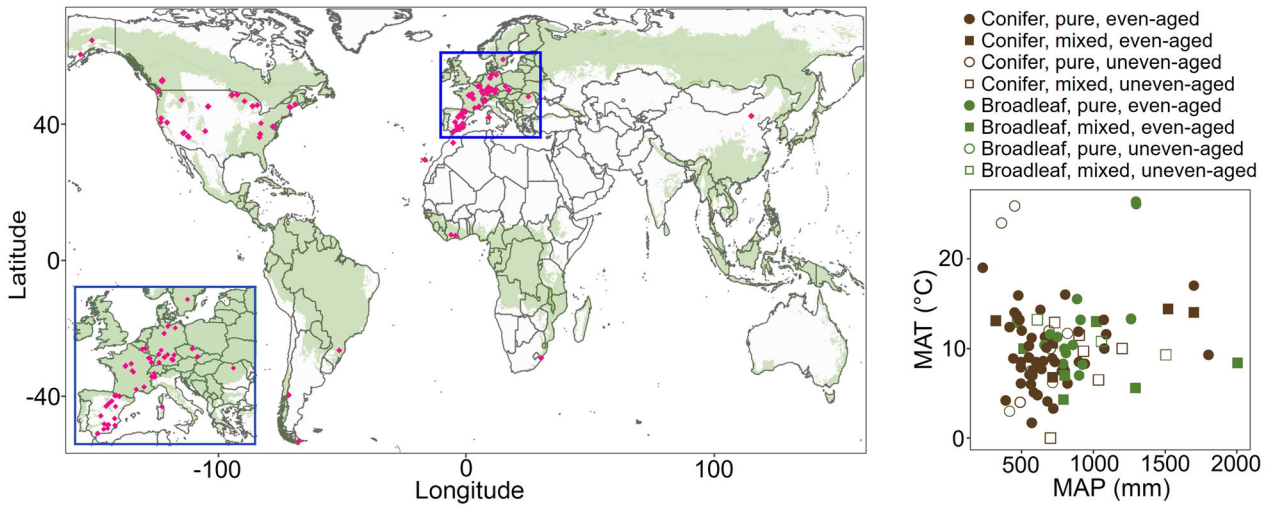 Conifer, pure, even-aged
Conifer, mixed, even-aged
Conifer, pure, uneven-aged
Conifer, mixed, uneven-aged
Broadleaf, pure, even-aged
Broadleaf, mixed, even-aged
Broadleaf, pure, uneven-aged
Broadleaf, mixed, uneven-aged
Latitude
40
0
-40
-100
0
100
Longitude
MAT (°C)
20
10
0
500
1000
1500
2000
MAP (mm)